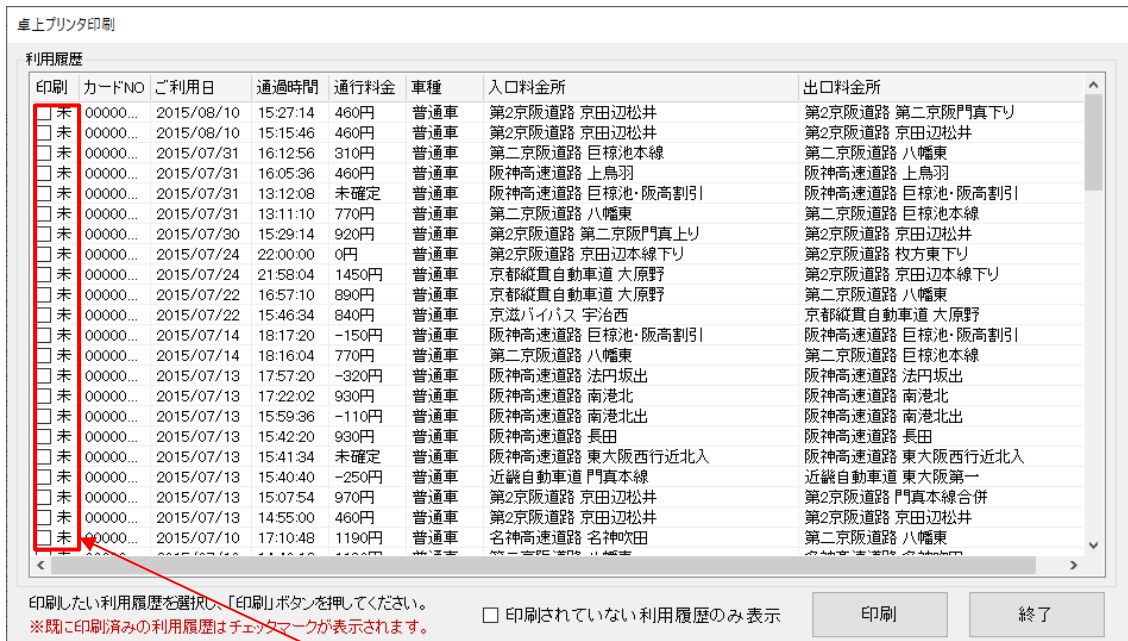 卓上プリンタ印刷
利用履歴
印刷 カードNO ご利用日 通過時間 通行料金 車種 入口料金所 出口料金所
未 00000... 2015/08/10 15:27:14 460円 普通車 第2京阪道路 京田辺松井 第2京阪道路 第二京阪門真下り
未 00000... 2015/08/10 15:15:46 460円 普通車 第2京阪道路 京田辺松井 第2京阪道路 京田辺松井
未 00000... 2015/07/31 16:12:56 310円 普通車 第二京阪道路 巨椋池本線 第二京阪道路 八幡東
未 00000... 2015/07/31 16:05:36 460円 普通車 阪神高速道路 上鳥羽 阪神高速道路 上鳥羽
未 00000... 2015/07/31 13:12:08 未確定 普通車 阪神高速道路 巨椋池・阪高割引 阪神高速道路 巨椋池・阪高割引
未 00000... 2015/07/31 13:11:10 770円 普通車 第二京阪道路 八幡東 第二京阪道路 巨椋池本線
未 00000... 2015/07/30 15:29:14 920円 普通車 第2京阪道路 第二京阪門真上り 第2京阪道路 京田辺松井
未 00000... 2015/07/24 22:00:00 0円 普通車 第2京阪道路 京田辺本線下り 第2京阪道路 枚方東下り
未 00000... 2015/07/24 21:58:04 1450円 普通車 京都縦貫自動車道 大原野 第2京阪道路 京田辺本線下り
未 00000... 2015/07/22 16:57:10 890円 普通車 京都縦貫自動車道 大原野 第二京阪道路 八幡東
未 00000... 2015/07/22 15:46:34 840円 普通車 京滋バイパス 宇治西 京都縦貫自動車道 大原野
未 00000... 2015/07/14 18:17:20 -150円 普通車 阪神高速道路 巨椋池・阪高割引 阪神高速道路 巨椋池・阪高割引
未 00000... 2015/07/14 18:16:04 770円 普通車 第二京阪道路 八幡東 第二京阪道路 巨椋池本線
未 00000... 2015/07/13 17:57:20 -320円 普通車 阪神高速道路 法円坂出 阪神高速道路 法円坂出
未 00000... 2015/07/13 17:22:02 930円 普通車 阪神高速道路 南港北 阪神高速道路 南港北
未 00000... 2015/07/13 15:59:36 -110円 普通車 阪神高速道路 南港北出 阪神高速道路 南港北出
未 00000... 2015/07/13 15:42:20 930円 普通車 阪神高速道路 長田 阪神高速道路 長田
未 00000... 2015/07/13 15:41:34 未確定 普通車 阪神高速道路 東大阪西行近北入 阪神高速道路 東大阪西行近北入
未 00000... 2015/07/13 15:40:40 -250円 普通車 近畿自動車道 門真本線 近畿自動車道 東大阪第一
未 00000... 2015/07/13 15:07:54 970円 普通車 第2京阪道路 京田辺松井 第2京阪道路 門真本線合併
未 00000... 2015/07/13 14:55:00 460円 普通車 第2京阪道路 京田辺松井 第2京阪道路 京田辺松井
未 00000... 2015/07/10 17:10:48 1190円 普通車 名神高速道路 名神吹田 第二京阪道路 八幡東
印刷したい利用履歴を選択し、「印刷」ボタンを押してください。
※既に印刷済みの利用履歴はチェックマークが表示されます。
印刷されていない利用履歴のみ表示 印刷 終了